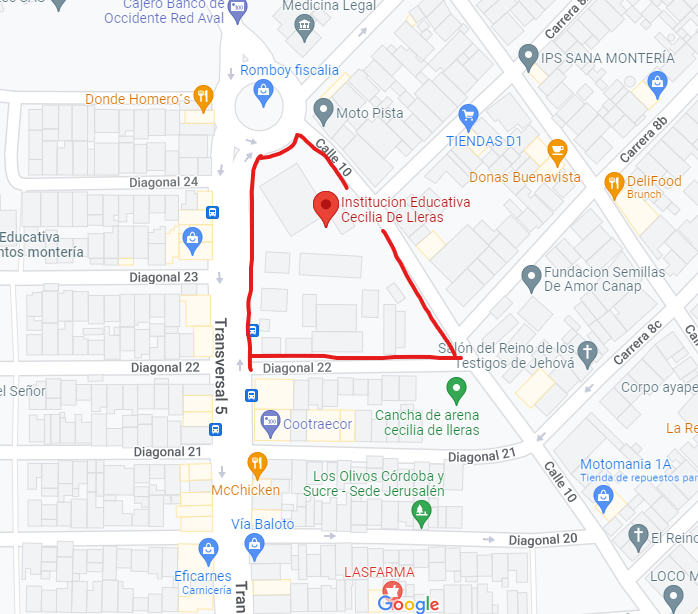 Cajero Banco de
Occidente Red Aval
Medicina Legal
Carrera 8
IPS SANA MONTERÍA
Romboy fiscalia
Donde Homero´s
Moto Pista
TIENDAS D1
Carrera 8b
Calle 10
Donas Buenavista
DeliFood
Brunch
Diagonal 24
Institucion Educativa
Cecilia De Lleras
Educativa
ntos montería
Diagonal 23
Fundacion Semillas
De Amor Canap
Transversal 5
Carrera 8c
Salón del Reino de los
Testigos de Jehová
Diagonal 22
Diagonal 22
el Señor
Corpo ayape
Cancha de arena
cecilia de lleras
Cootraecor
La Re
Diagonal 21
Diagonal 21
Calle 10
McChicken
Los Olivos Córdoba y
Sucre - Sede Jerusalén
Motomania 1A
Tienda de repuestos par
Vía Baloto
Diagonal 20
El Reino
Eficarnes
Carnicería
LASFARMA
LOCO M
Tran
Google